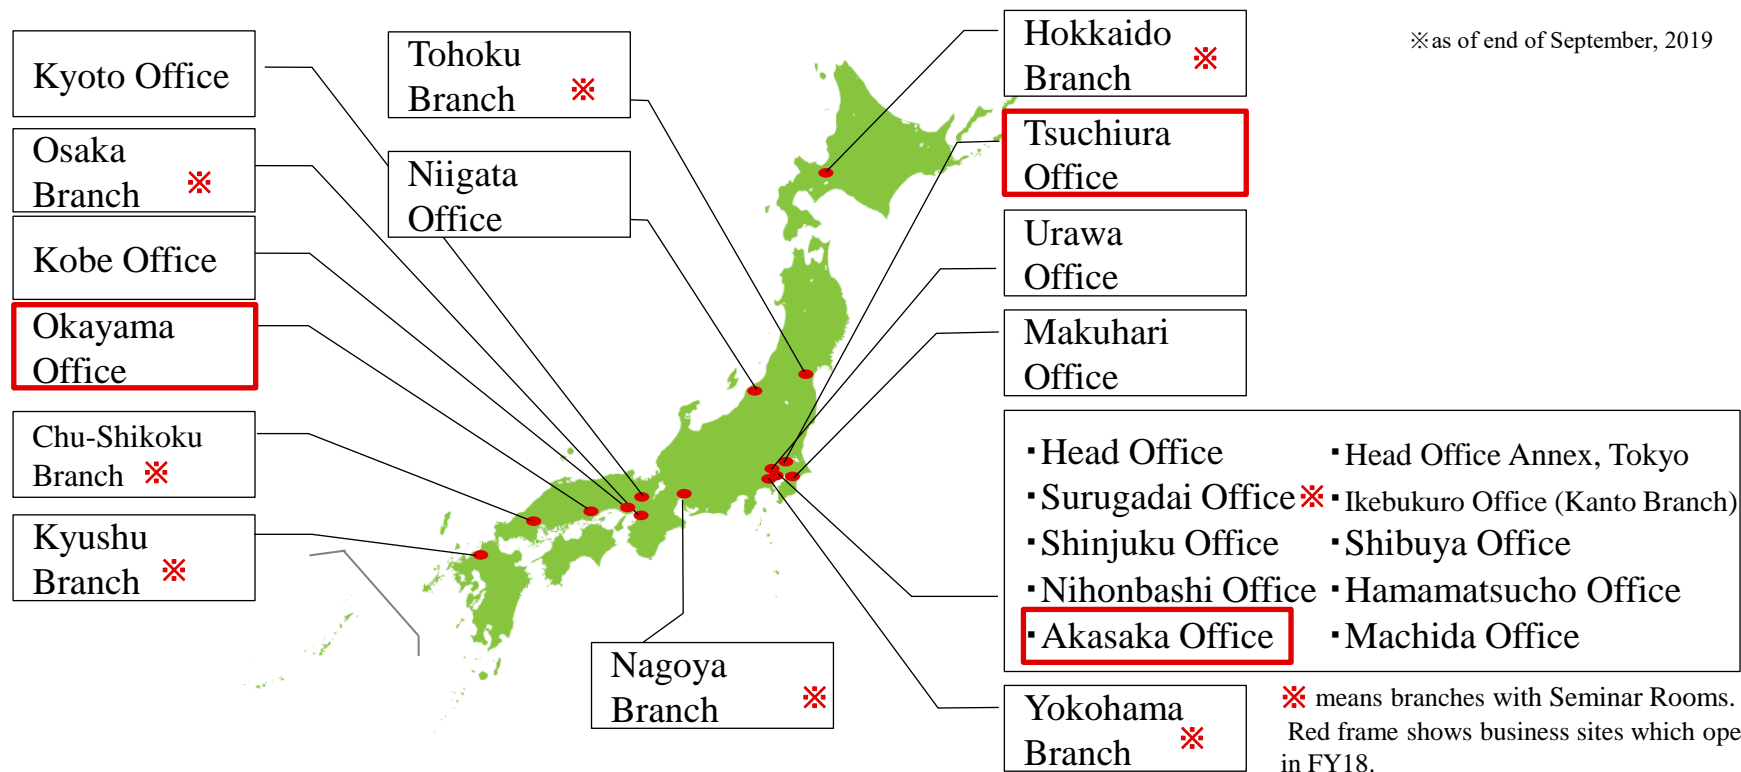 ※as of end of September, 2019
Kyoto Office
Osaka
Branch ※
Kobe Office
Okayama
Office
Chu-Shikoku
Branch ※
Kyushu
Branch ※
Tohoku
Branch ※
Niigata
Office
Nagoya
Branch ※
Hokkaido
Branch ※
Tsuchiura
Office
Urawa
Office
Makuhari
Office
・Head Office
・Surugadai Office※
・Shinjuku Office
・Nihonbashi Office
・Akasaka Office
・Head Office Annex, Tokyo
・Ikebukuro Office (Kanto Branch)
・Shibuya Office
・Hamamatsucho Office
・Machida Office
Yokohama
Branch ※
※ means branches with Seminar Rooms.
Red frame shows business sites which ope
in FY18.